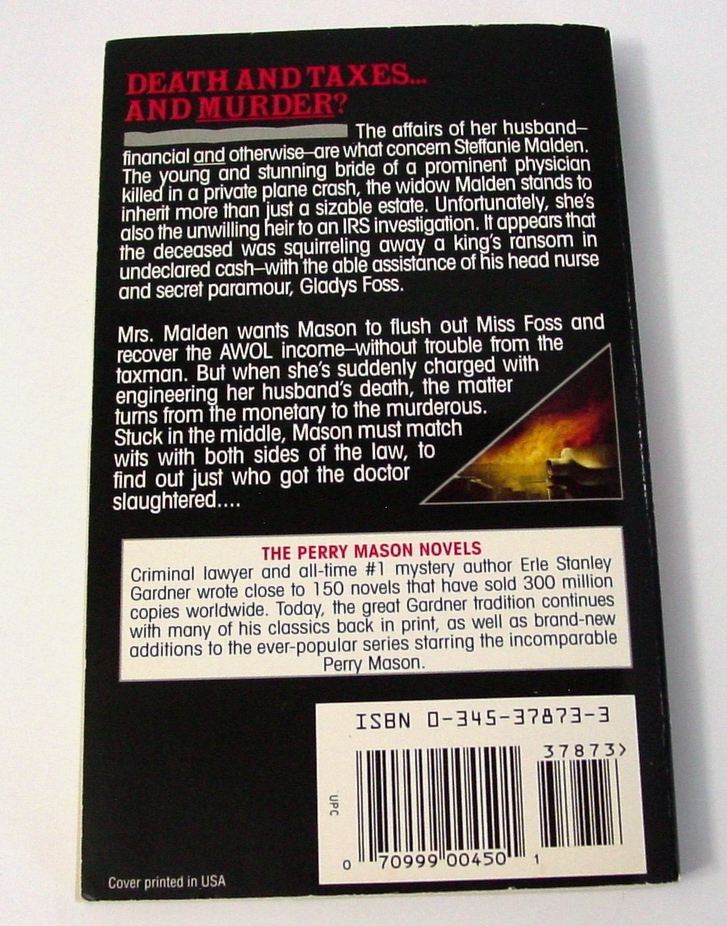 DEATH AND TAXES...
AND MURDER?
The affairs of her husband–
financial and otherwise–are what concern Steffanie Malden.
The young and stunning bride of a prominent physician
killed in a private plane crash, the widow Malden stands to
inherit more than just a sizable estate. Unfortunately, she's
also the unwilling heir to an IRS investigation. It appears that
the deceased was squirreling away a king's ransom in
undeclared cash–with the able assistance of his head nurse
and secret paramour, Gladys Foss.
Mrs. Malden wants Mason to flush out Miss Foss and
recover the AWOL income–without trouble from the
taxman. But when she's suddenly charged with
engineering her husband's death, the matter
turns from the monetary to the murderous.
Stuck in the middle, Mason must match
wits with both sides of the law, to
find out just who got the doctor
slaughtered....
THE PERRY MASON NOVELS
Criminal lawyer and all-time #1 mystery author Erle Stanley
Gardner wrote close to 150 novels that have sold 300 million
copies worldwide. Today, the great Gardner tradition continues
with many of his classics back in print, as well as brand-new
additions to the ever-popular series starring the incomparable
Perry Mason.
ISBN 0-345-37873-3
37873>
UPC
0 70999 00450 1
Cover printed in USA